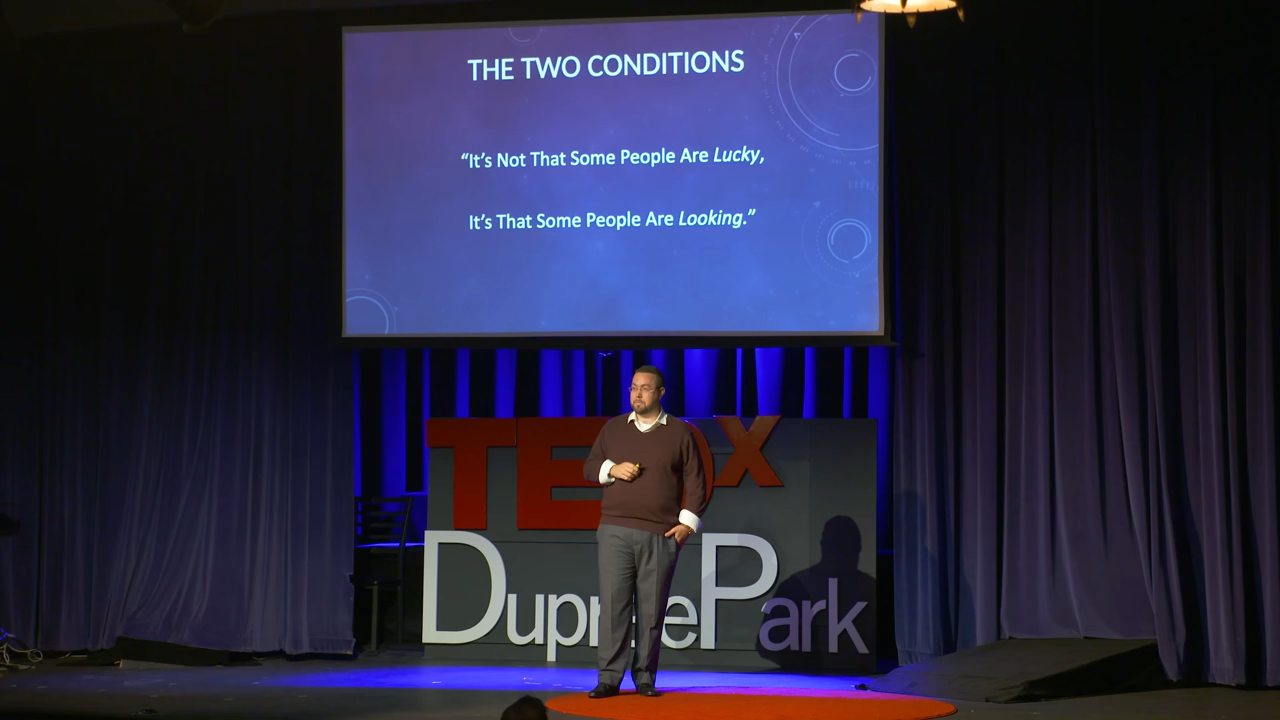 THE TWO CONDITIONS
“It’s Not That Some People Are Lucky,
It’s That Some People Are Looking.”
TEDx
DupreePark